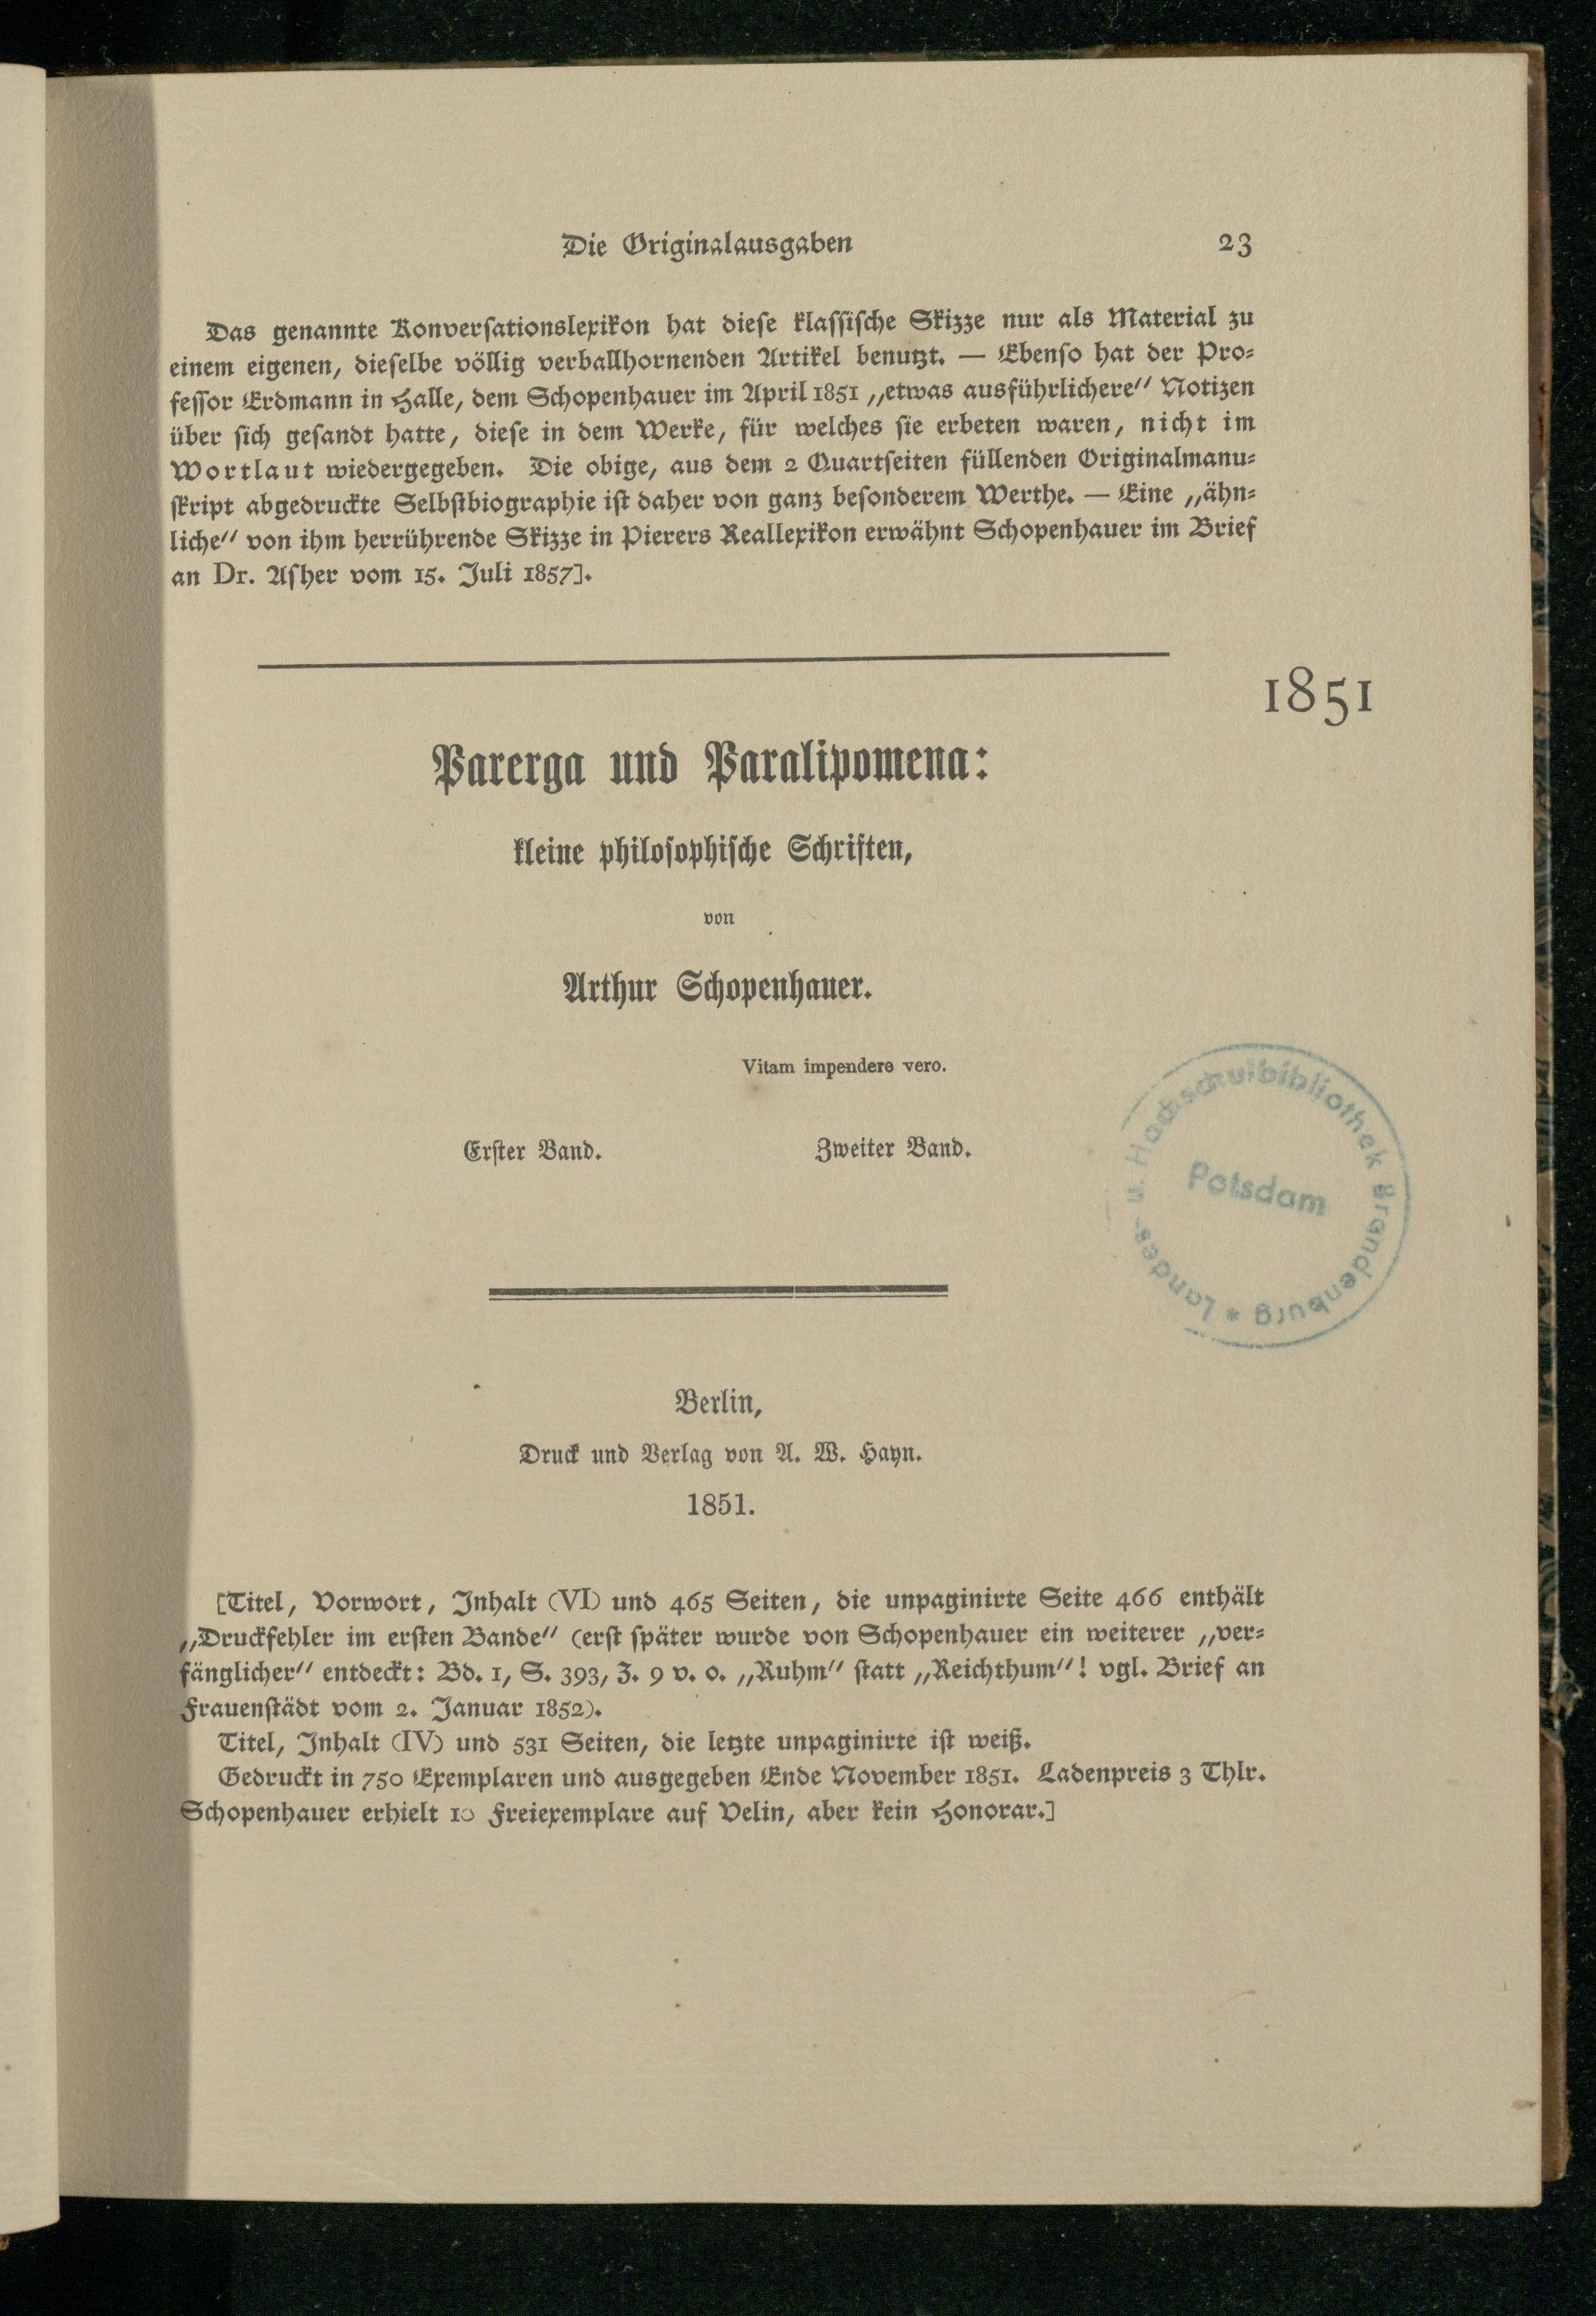 Die Originalausgaben 23
Das genannte Konverſationslexikon hat dieſe klaſſiſche Skizze nur als Material zu
einem eigenen, dieſelbe völlig verballhornenden Artikel benutzt. — Ebenſo hat der Pro⸗
feſſor Erdmann in Halle, dem Schopenhauer im April 1851 „etwas ausführlichere“ Notizen
über ſich geſandt hatte, dieſe in dem Werke, für welches ſie erbeten waren, nicht im
Wortlaut wiedergegeben. Die obige, aus dem 2 Quartſeiten füllenden Originalmanu⸗
ſkript abgedruckte Selbſtbiographie iſt daher von ganz beſonderem Werthe. — Eine „ähn⸗
liche“ von ihm herrührende Skizze in Pierers Reallexikon erwähnt Schopenhauer im Brief
an Dr. Aſher vom 15. Juli 1857].
1851
Parerga und Paralipomena:
kleine philoſophiſche Schriften,
von
Arthur Schopenhauer.
Vitam impendere vero.
Erſter Band. Zweiter Band.
Landes- u. Hochschulbibliothek Brandenburg *
Potsdam
Berlin,
Druck und Verlag von A. W. Hayn.
1851.
[Titel, Vorwort, Inhalt (VI) und 465 Seiten, die unpaginirte Seite 466 enthält
„Druckfehler im erſten Bande“ (erſt ſpäter wurde von Schopenhauer ein weiterer „ver⸗
fänglicher“ entdeckt: Bd. 1, S. 393, Z. 9 v. o. „Ruhm“ ſtatt „Reichthum“! vgl. Brief an
Frauenſtädt vom 2. Januar 1852).
Titel, Inhalt (IV) und 531 Seiten, die letzte unpaginirte iſt weiß.
Gedruckt in 750 Exemplaren und ausgegeben Ende November 1851. Ladenpreis 3 Thlr.
Schopenhauer erhielt 10 Freiexemplare auf Velin, aber kein Honorar.]